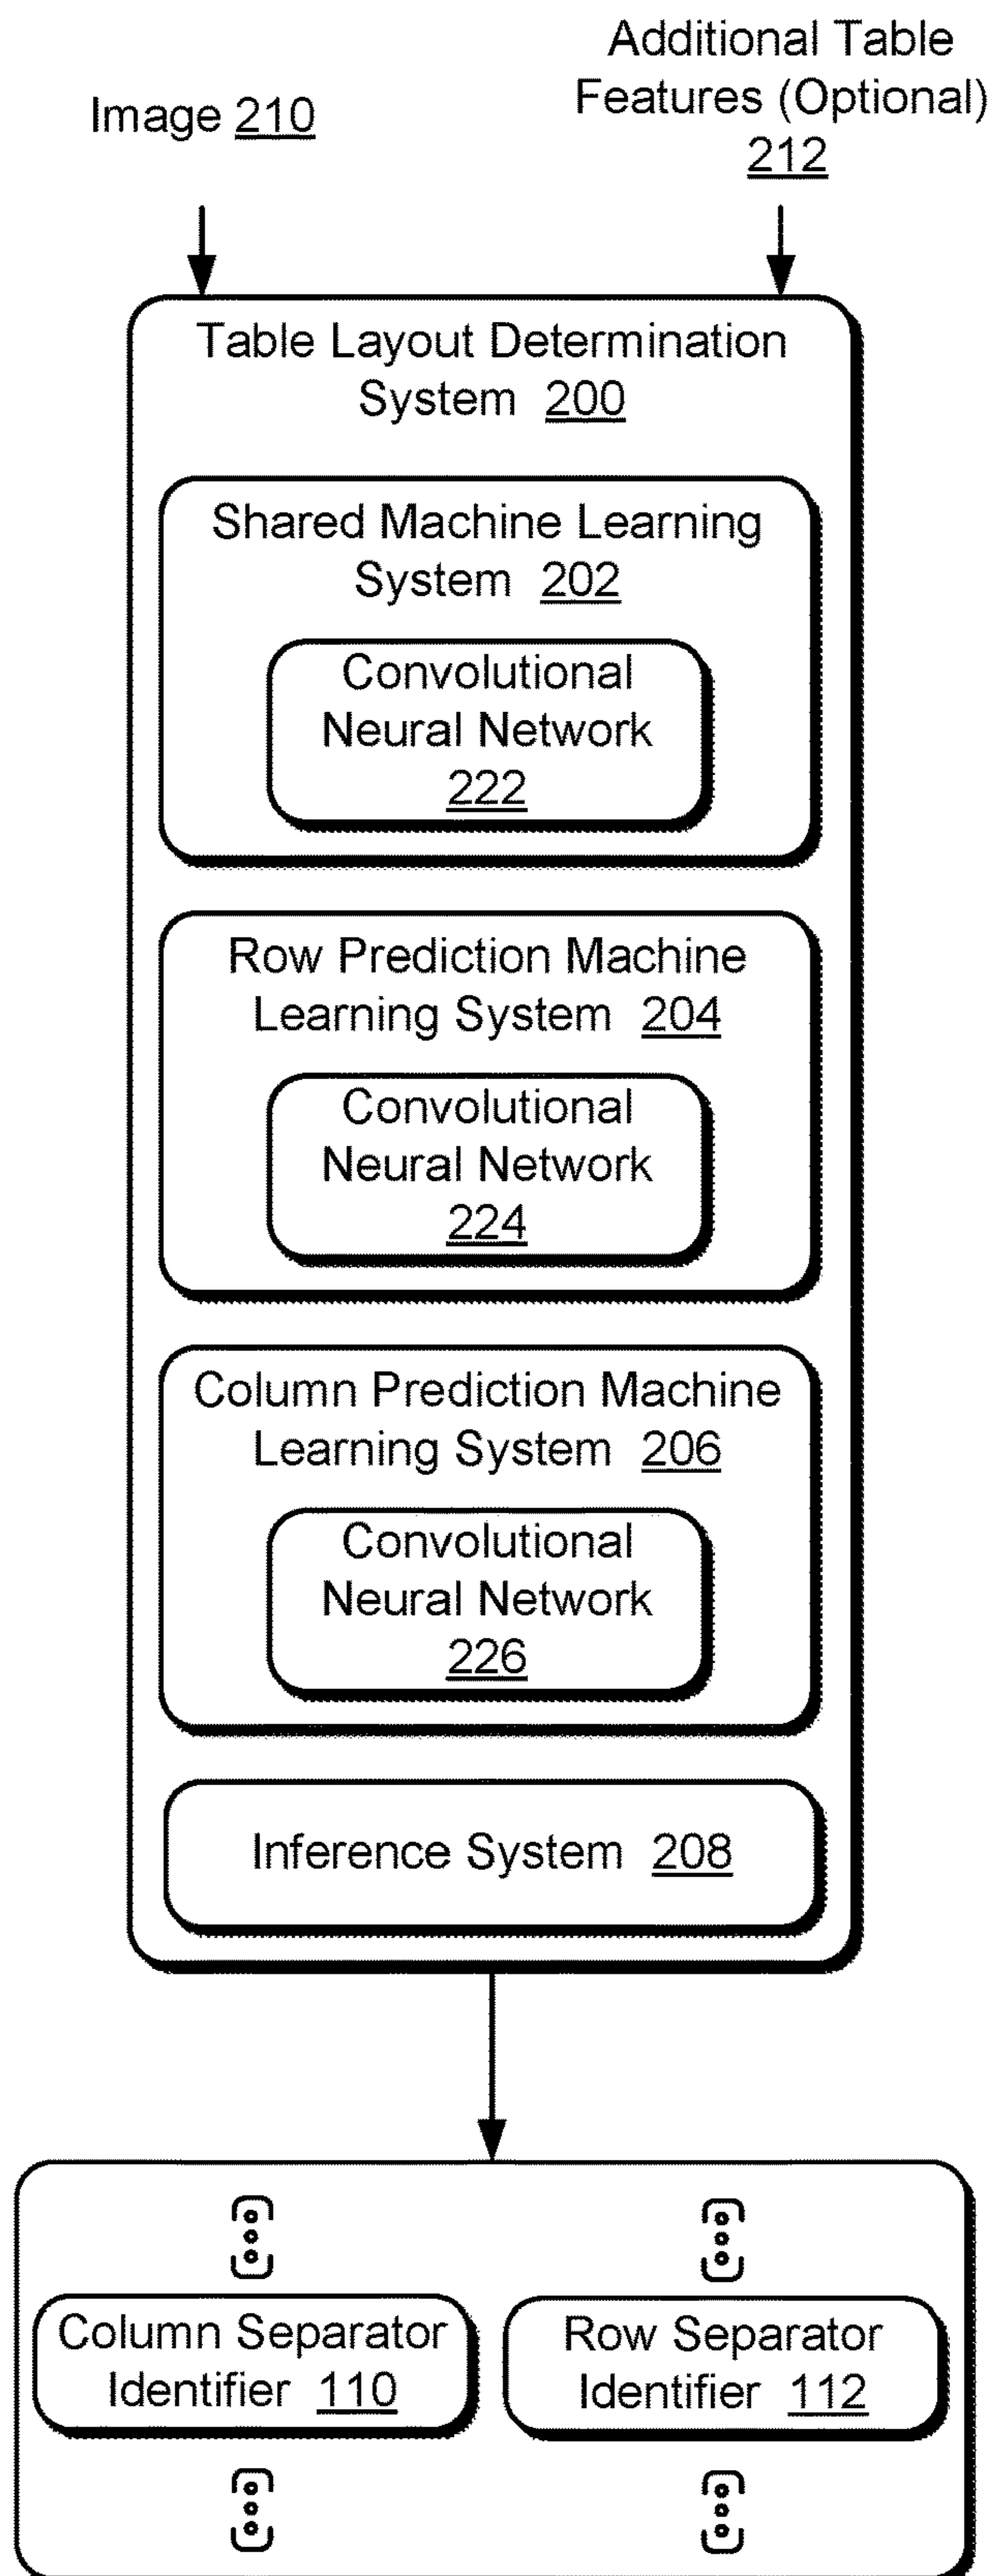 Image 210
Additional Table
Features (Optional)
212
Table Layout Determination
System 200
Shared Machine Learning
System 202
Convolutional
Neural Network
222
Row Prediction Machine
Learning System 204
Convolutional
Neural Network
224
Column Prediction Machine
Learning System 206
Convolutional
Neural Network
226
Inference System 208
Column Separator
Identifier 110
Row Separator
Identifier 112